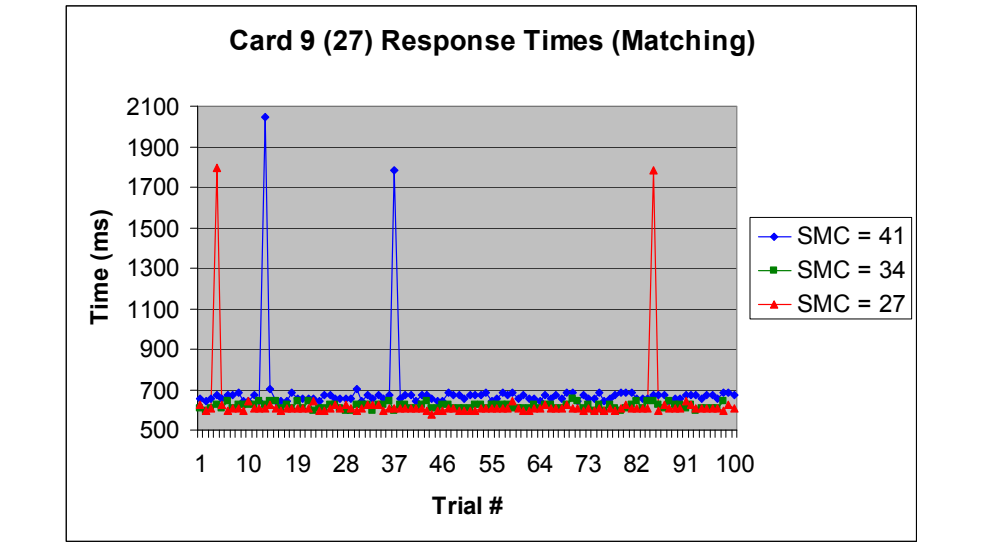 Card 9 (27) Response Times (Matching)
2100
1900
1700
1500
1300
1100
900
700
500
Time (ms)
1 10 19 28 37 46 55 64 73 82 91 100
Trial #
SMC = 41
SMC = 34
SMC = 27